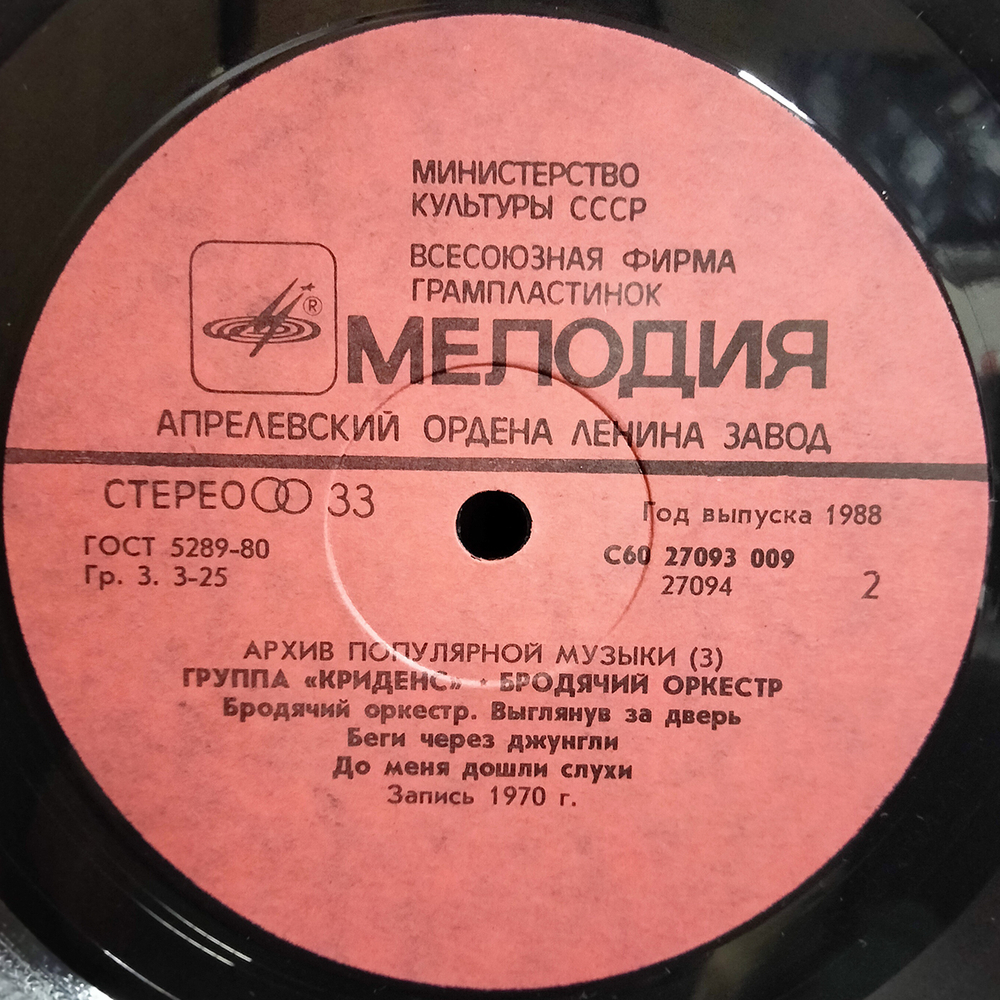 МИНИСТЕРСТВО
КУЛЬТУРЫ СССР
ВСЕСОЮЗНАЯ ФИРМА
ГРАМПЛАСТИНОК
®
МЕЛОДИЯ
АПРЕЛЕВСКИЙ ОРДЕНА ЛЕНИНА ЗАВОД
СТЕРЕО 33
Год выпуска 1988
ГОСТ 5289-80
С60 27093 009
Гр. 3. 3-25
27094
2
АРХИВ ПОПУЛЯРНОЙ МУЗЫКИ (3)
ГРУППА «КРИДЕНС» • БРОДЯЧИЙ ОРКЕСТР
Бродячий оркестр. Выглянув за дверь
Беги через джунгли
До меня дошли слухи
Запись 1970 г.